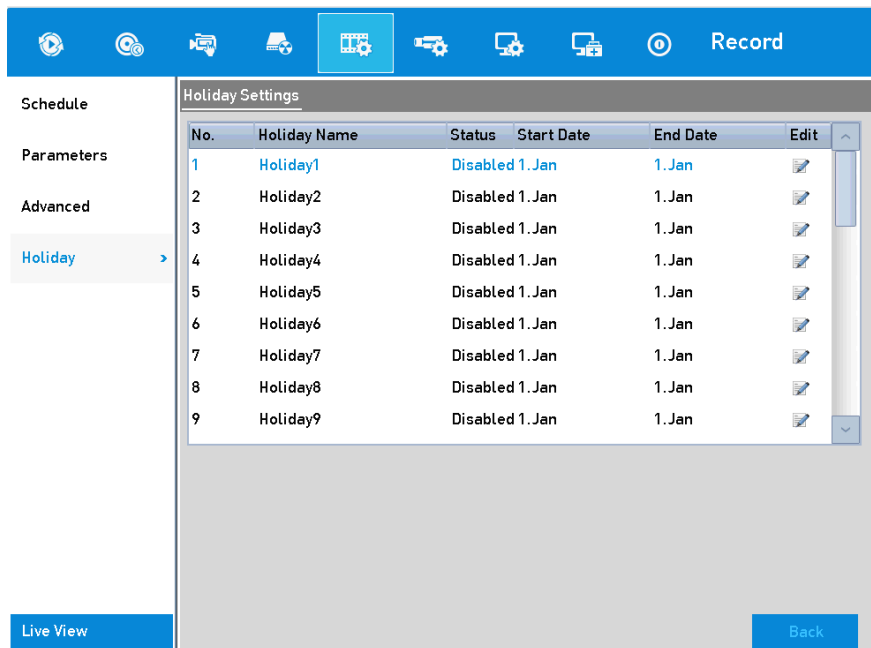 Record
Schedule
Parameters
Advanced
Holiday >
Live View
Holiday Settings
No. Holiday Name Status Start Date End Date Edit
1 Holiday1 Disabled 1.Jan 1.Jan
2 Holiday2 Disabled 1.Jan 1.Jan
3 Holiday3 Disabled 1.Jan 1.Jan
4 Holiday4 Disabled 1.Jan 1.Jan
5 Holiday5 Disabled 1.Jan 1.Jan
6 Holiday6 Disabled 1.Jan 1.Jan
7 Holiday7 Disabled 1.Jan 1.Jan
8 Holiday8 Disabled 1.Jan 1.Jan
9 Holiday9 Disabled 1.Jan 1.Jan
Back